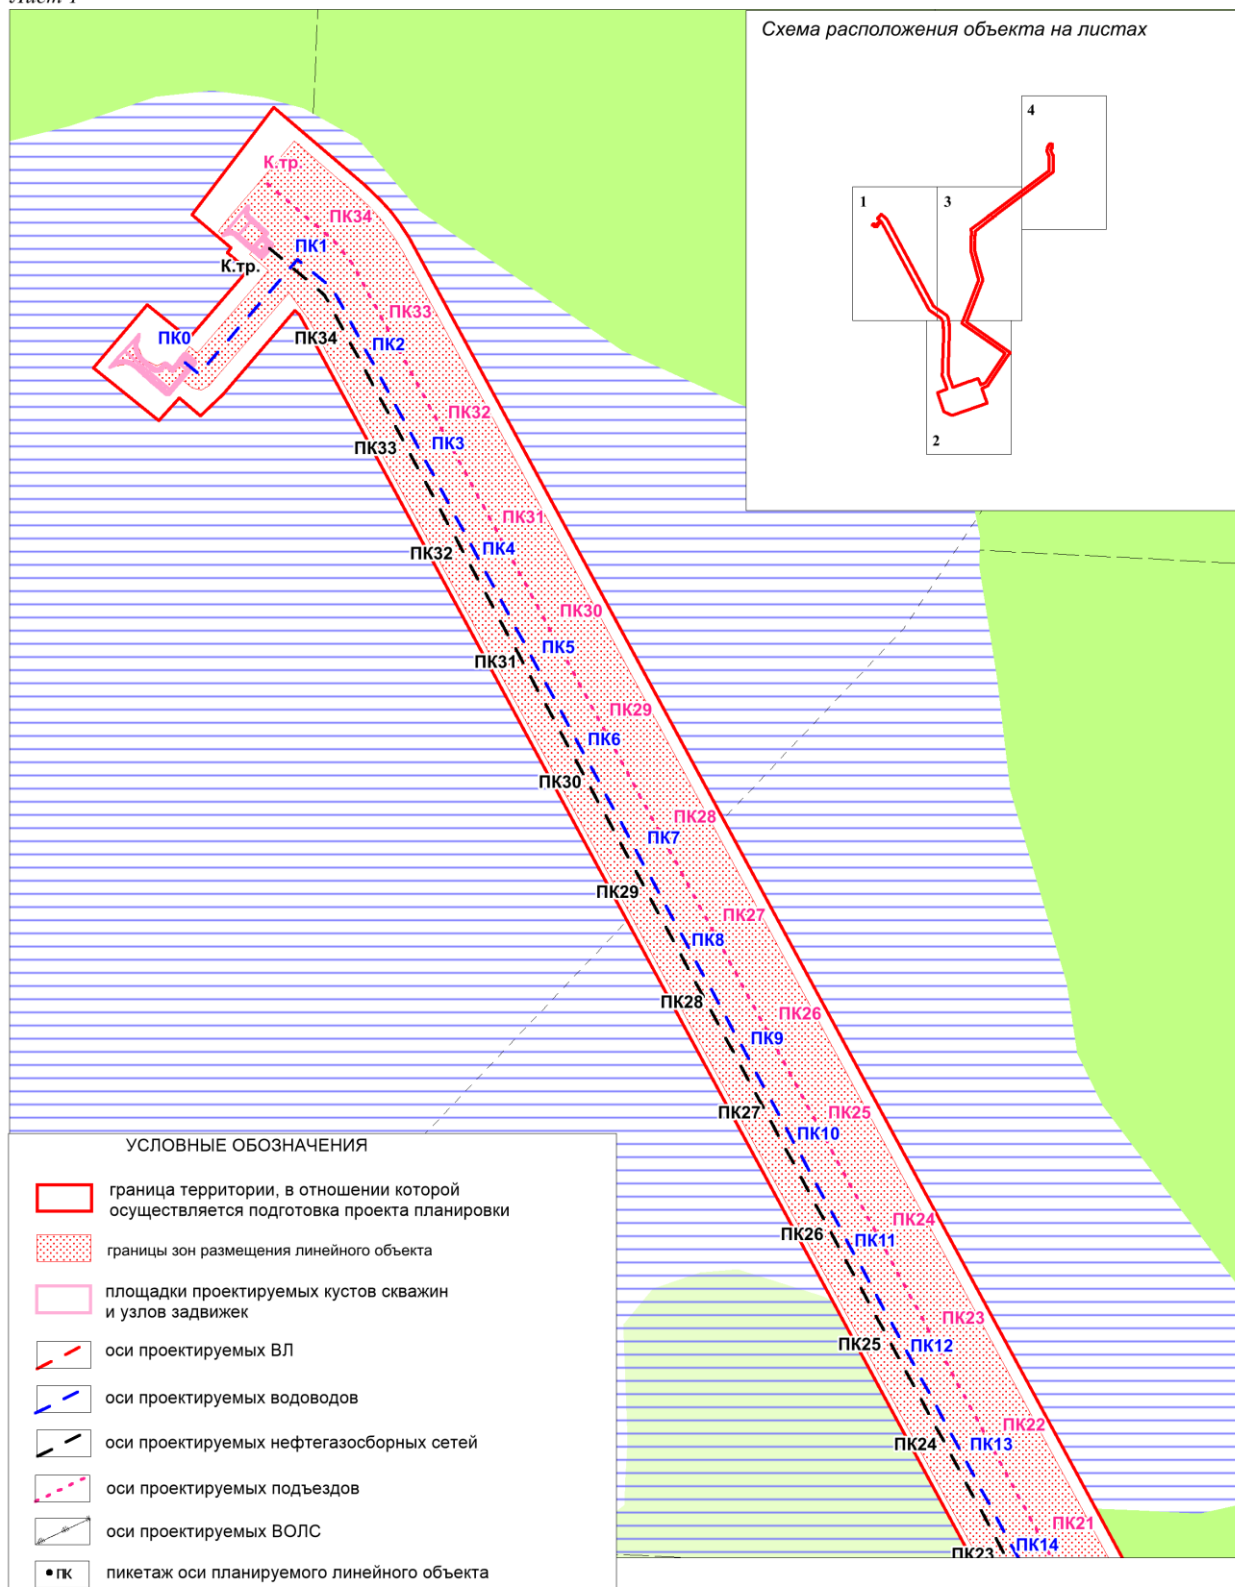 Лист 1
Схема расположения объекта на листах
4
1
3
2
К.тр.
ПК34
ПК1
К.тр.
ПК33
ПК0
ПК34
ПК2
ПК32
ПК33
ПК3
ПК31
ПК32
ПК4
ПК30
ПК5
ПК31
ПК29
ПК6
ПК30
ПК28
ПК7
ПК29
ПК27
ПК8
ПК28
ПК26
ПК9
ПК27
ПК25
ПК10
ПК24
ПК26
ПК11
ПК23
ПК25
ПК12
ПК22
ПК24
ПК13
ПК21
ПК23
ПК14
УСЛОВНЫЕ ОБОЗНАЧЕНИЯ
граница территории, в отношении которой
осуществляется подготовка проекта планировки
границы зон размещения линейного объекта
площадки проектируемых кустов скважин
и узлов задвижек
оси проектируемых ВЛ
оси проектируемых водоводов
оси проектируемых нефтегазосборных сетей
оси проектируемых подъездов
оси проектируемых ВОЛС
ПК пикетаж оси планируемого линейного объекта